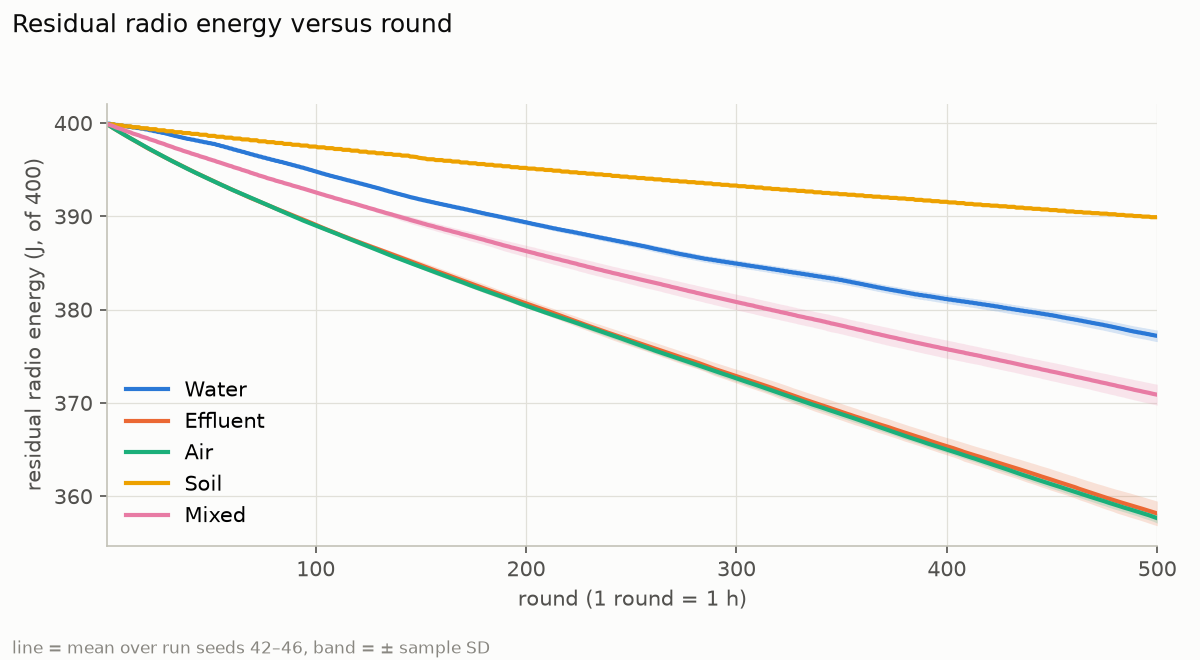 Residual radio energy versus round
residual radio energy (J, of 400)
400
390
380
370
360
Water
Effluent
Air
Soil
Mixed
100
200
300
400
500
round (1 round = 1 h)
line = mean over run seeds 42–46, band = ± sample SD